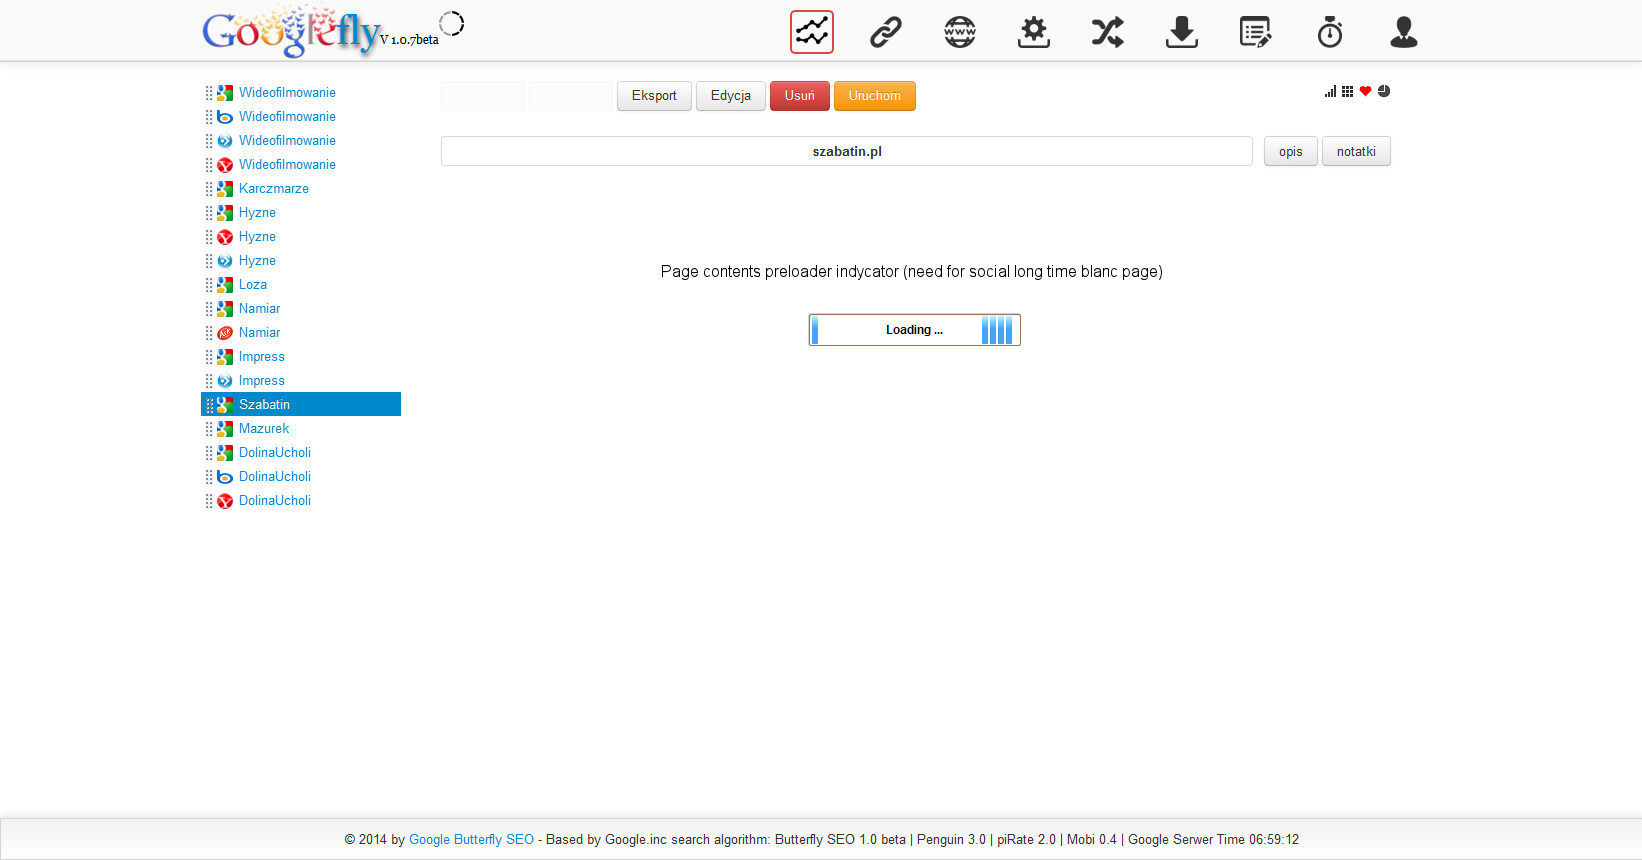 Googlefly V 1.0.7beta
Wideofilmowanie
Wideofilmowanie
Wideofilmowanie
Wideofilmowanie
Karczmarze
Hyzne
Hyzne
Hyzne
Loza
Namiar
Namiar
Impress
Impress
Szabatin
Mazurek
DolinaUcholi
DolinaUcholi
DolinaUcholi
Eksport Edycja Usuń Uruchom
szabatin.pl opis notatki
Page contents preloader indycator (need for social long time blanc page)
Loading ...
© 2014 by Google Butterfly SEO - Based by Google.inc search algorithm: Butterfly SEO 1.0 beta | Penguin 3.0 | piRate 2.0 | Mobi 0.4 | Google Serwer Time 06:59:12